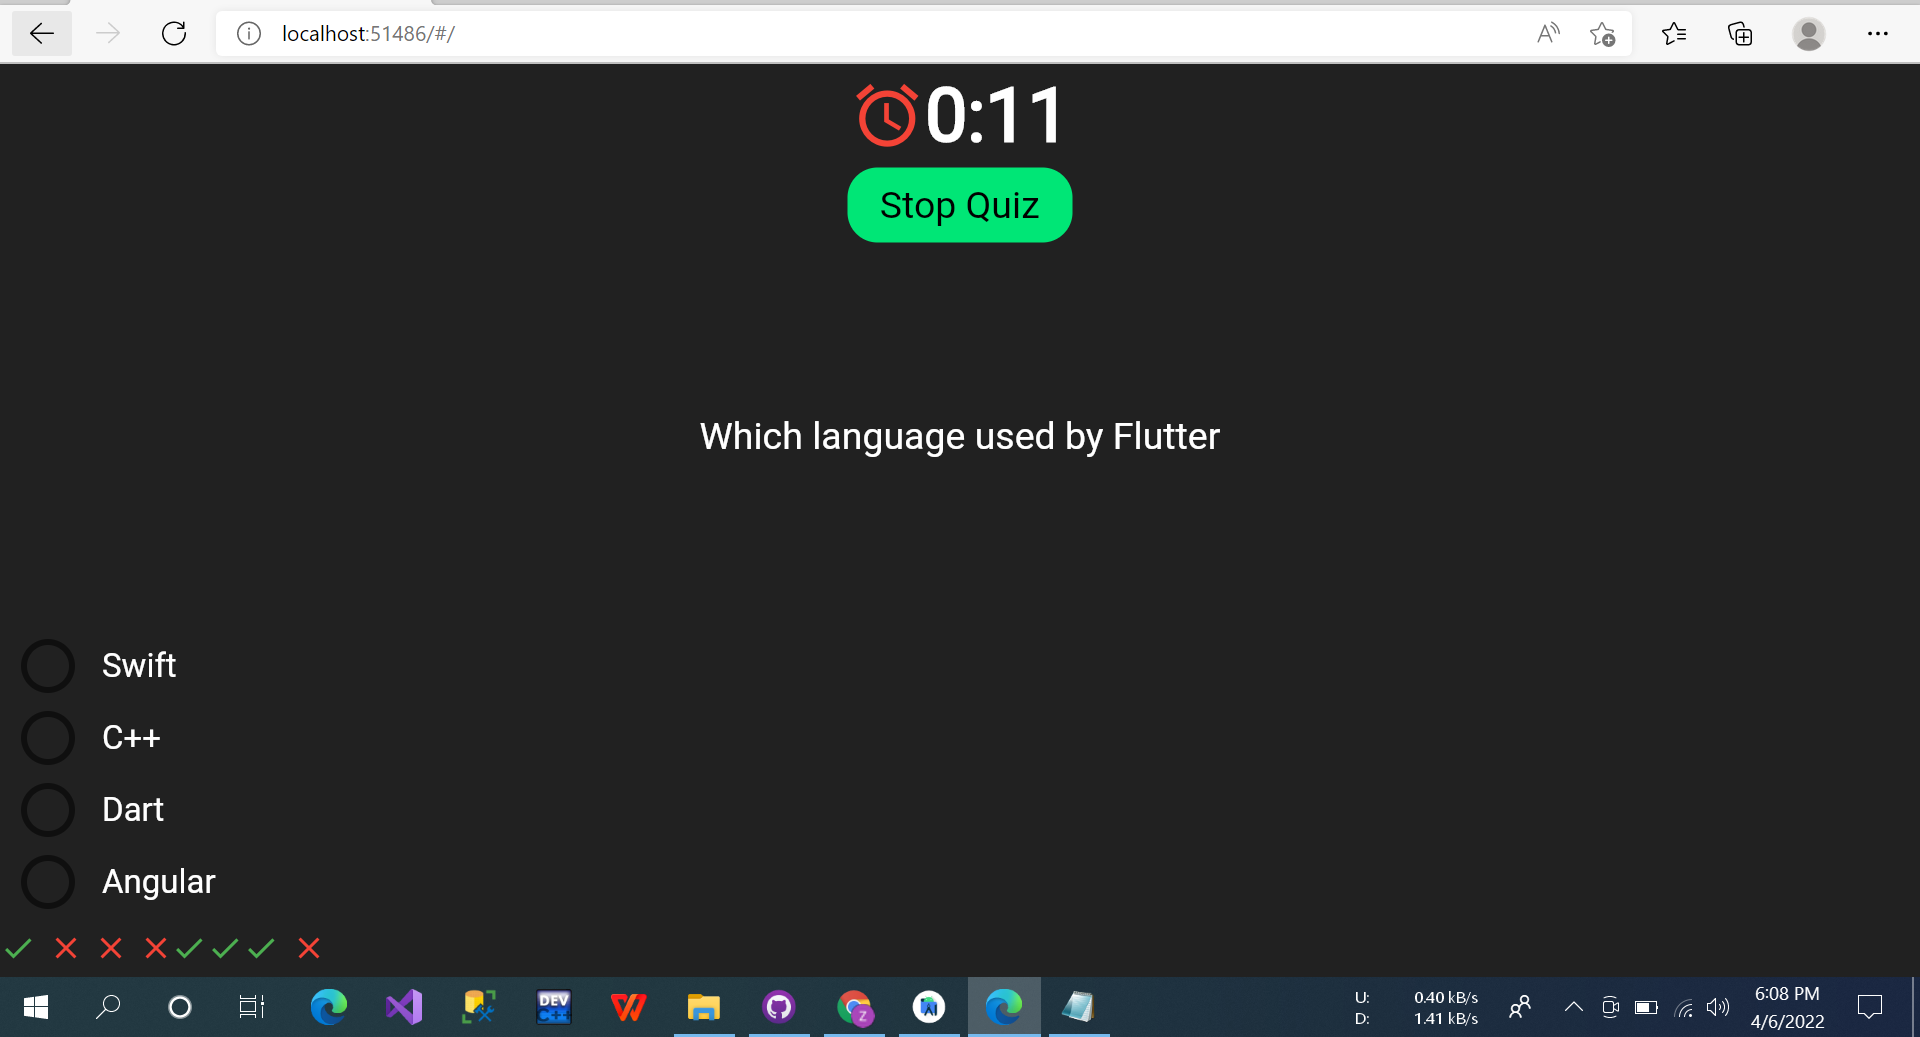 localhost:51486/#/
0:11
Stop Quiz
Which language used by Flutter
Swift
C++
Dart
Angular
DEV
C++
Z
AI
U: 0.40 kB/s
D: 1.41 kB/s
6:08 PM
4/6/2022